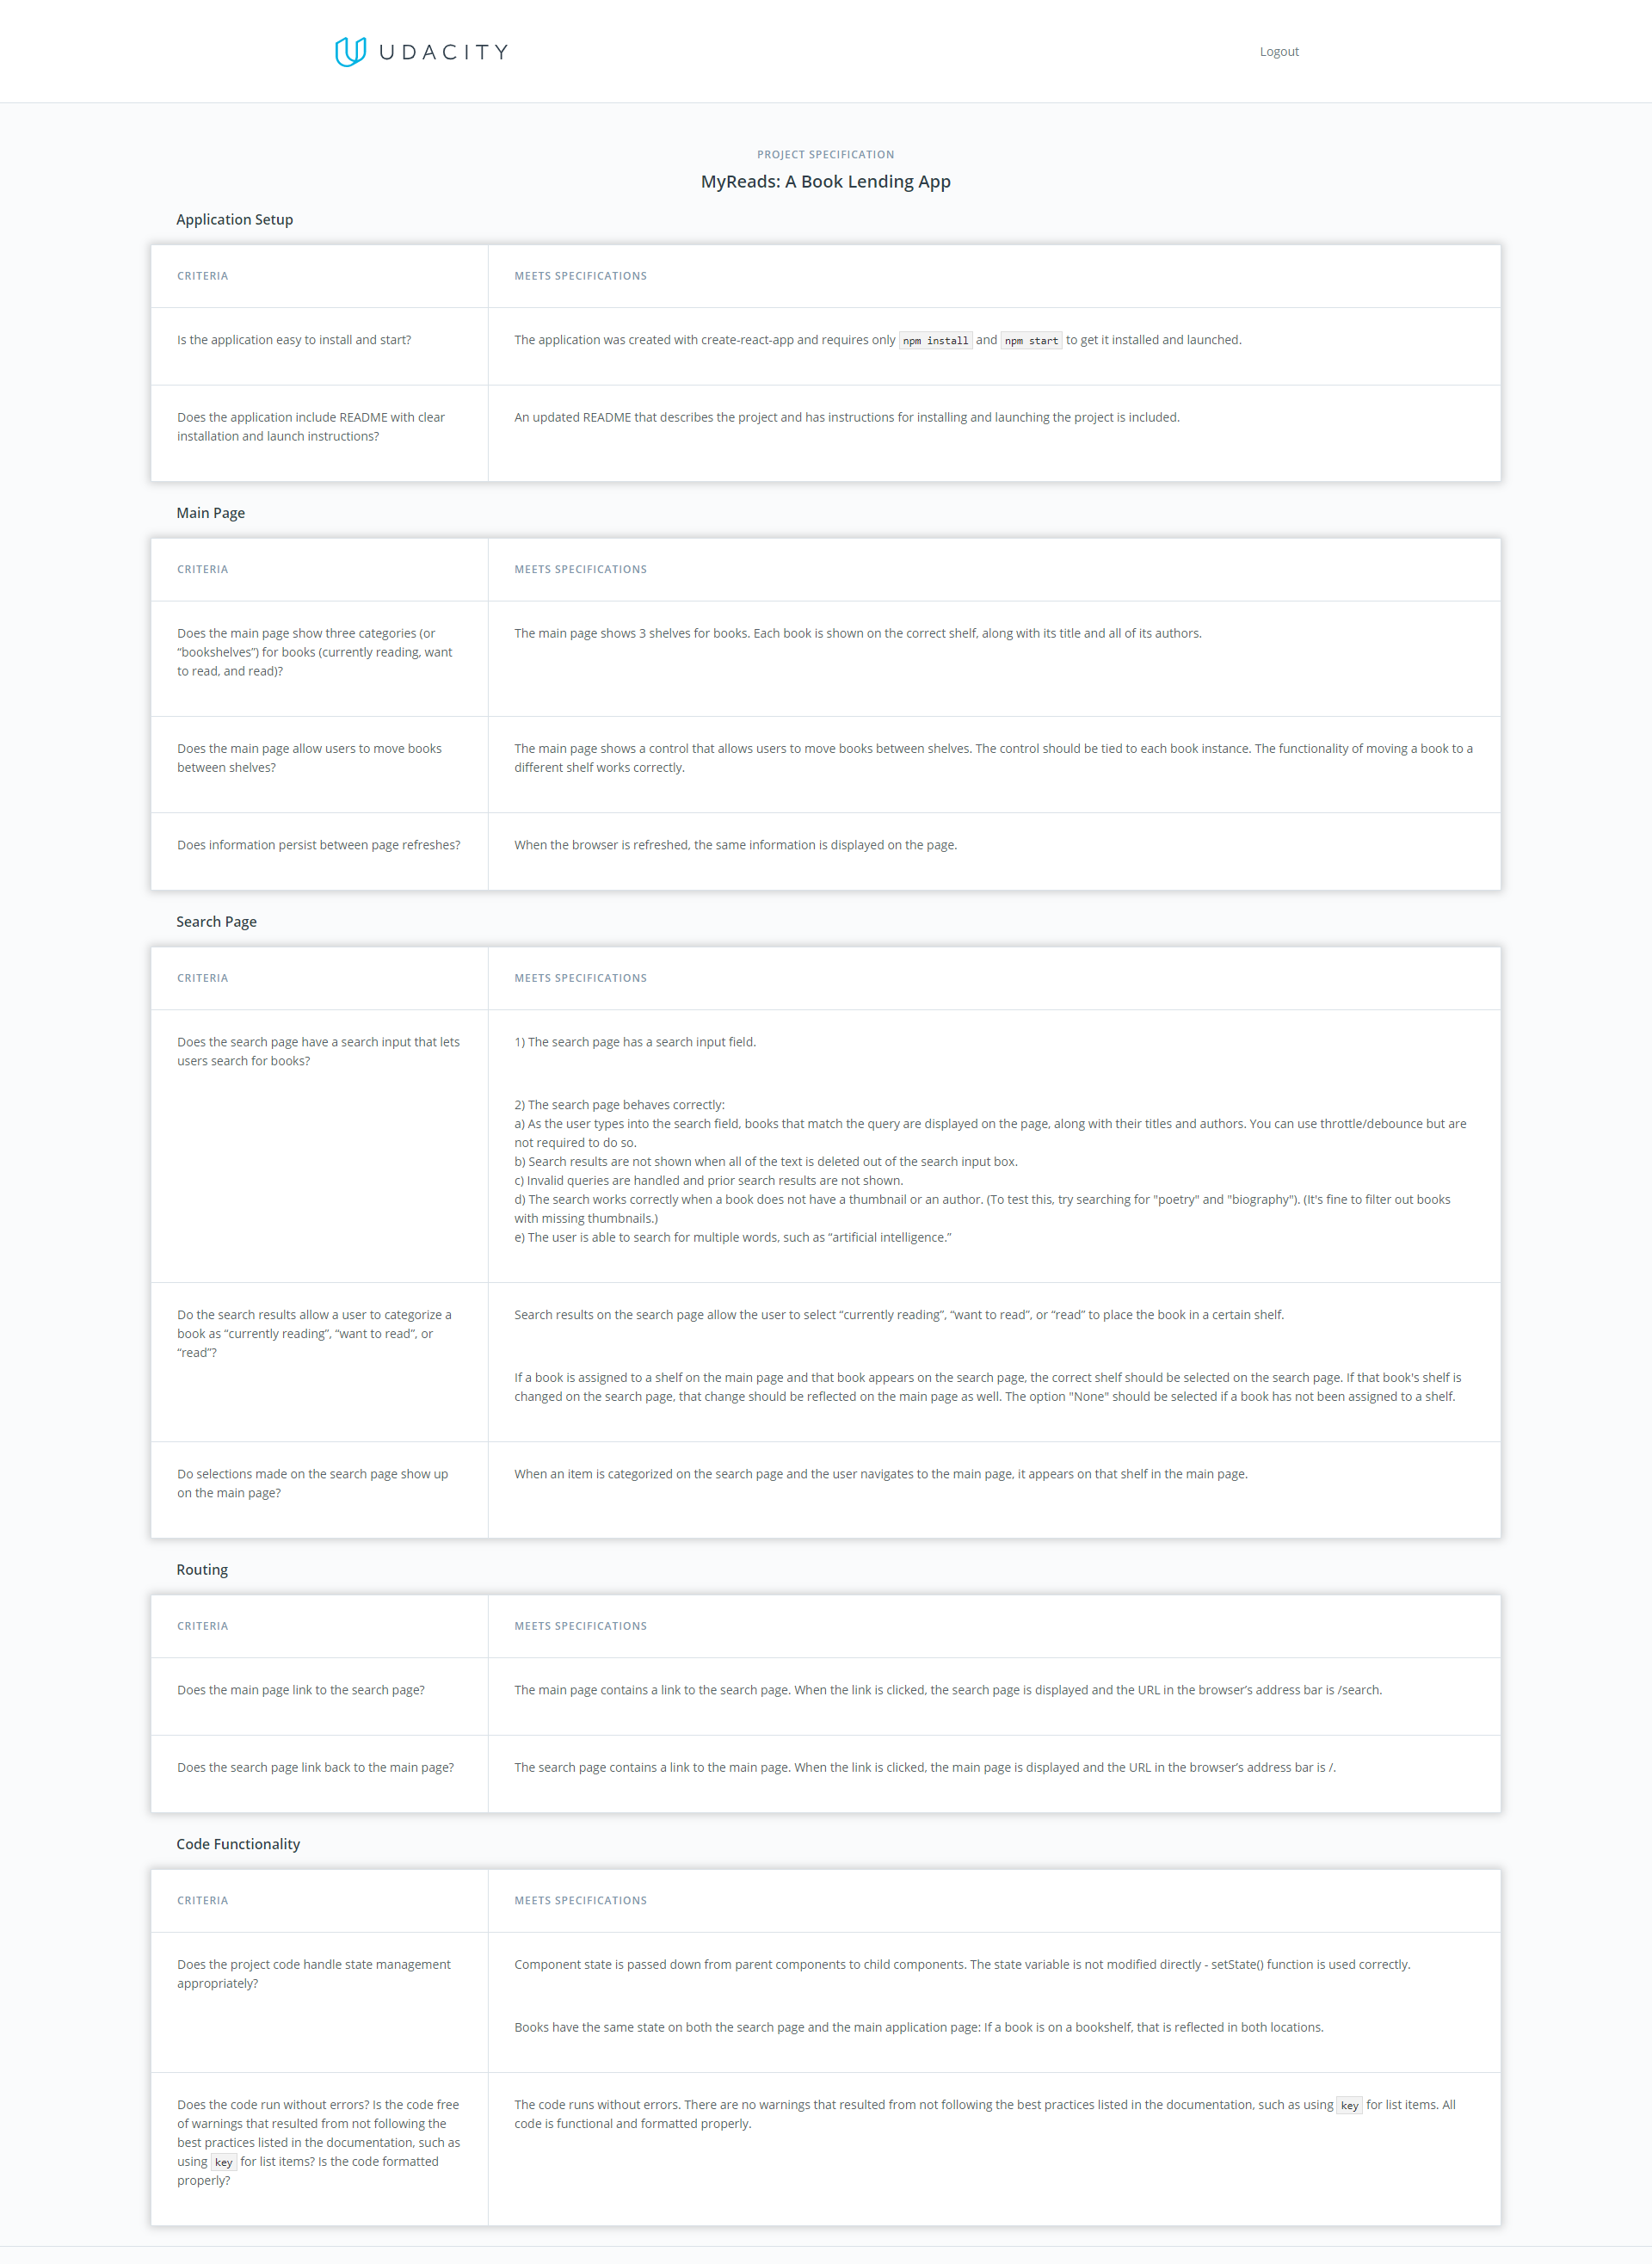 UDACITY
Logout
PROJECT SPECIFICATION
MyReads: A Book Lending App
Application Setup
CRITERIA
MEETS SPECIFICATIONS
Is the application easy to install and start?
The application was created with create-react-app and requires only npm install and npm start to get it installed and launched.
Does the application include README with clear
installation and launch instructions?
An updated README that describes the project and has instructions for installing and launching the project is included.
Main Page
CRITERIA
MEETS SPECIFICATIONS
Does the main page show three categories (or
“bookshelves”) for books (currently reading, want
to read, and read)?
The main page shows 3 shelves for books. Each book is shown on the correct shelf, along with its title and all of its authors.
Does the main page allow users to move books
between shelves?
The main page shows a control that allows users to move books between shelves. The control should be tied to each book instance. The functionality of moving a book to a
different shelf works correctly.
Does information persist between page refreshes?
When the browser is refreshed, the same information is displayed on the page.
Search Page
CRITERIA
MEETS SPECIFICATIONS
Does the search page have a search input that lets
users search for books?
1) The search page has a search input field.
2) The search page behaves correctly:
a) As the user types into the search field, books that match the query are displayed on the page, along with their titles and authors. You can use throttle/debounce but are
not required to do so.
b) Search results are not shown when all of the text is deleted out of the search input box.
c) Invalid queries are handled and prior search results are not shown.
d) The search works correctly when a book does not have a thumbnail or an author. (To test this, try searching for "poetry" and "biography"). (It's fine to filter out books
with missing thumbnails.)
e) The user is able to search for multiple words, such as “artificial intelligence.”
Do the search results allow a user to categorize a
book as “currently reading”, “want to read”, or
“read”?
Search results on the search page allow the user to select “currently reading”, “want to read”, or “read” to place the book in a certain shelf.
If a book is assigned to a shelf on the main page and that book appears on the search page, the correct shelf should be selected on the search page. If that book's shelf is
changed on the search page, that change should be reflected on the main page as well. The option "None" should be selected if a book has not been assigned to a shelf.
Do selections made on the search page show up
on the main page?
When an item is categorized on the search page and the user navigates to the main page, it appears on that shelf in the main page.
Routing
CRITERIA
MEETS SPECIFICATIONS
Does the main page link to the search page?
The main page contains a link to the search page. When the link is clicked, the search page is displayed and the URL in the browser’s address bar is /search.
Does the search page link back to the main page?
The search page contains a link to the main page. When the link is clicked, the main page is displayed and the URL in the browser’s address bar is /.
Code Functionality
CRITERIA
MEETS SPECIFICATIONS
Does the project code handle state management
appropriately?
Component state is passed down from parent components to child components. The state variable is not modified directly - setState() function is used correctly.
Books have the same state on both the search page and the main application page: If a book is on a bookshelf, that is reflected in both locations.
Does the code run without errors? Is the code free
of warnings that resulted from not following the
best practices listed in the documentation, such as
using key for list items? Is the code formatted
properly?
The code runs without errors. There are no warnings that resulted from not following the best practices listed in the documentation, such as using key for list items. All
code is functional and formatted properly.